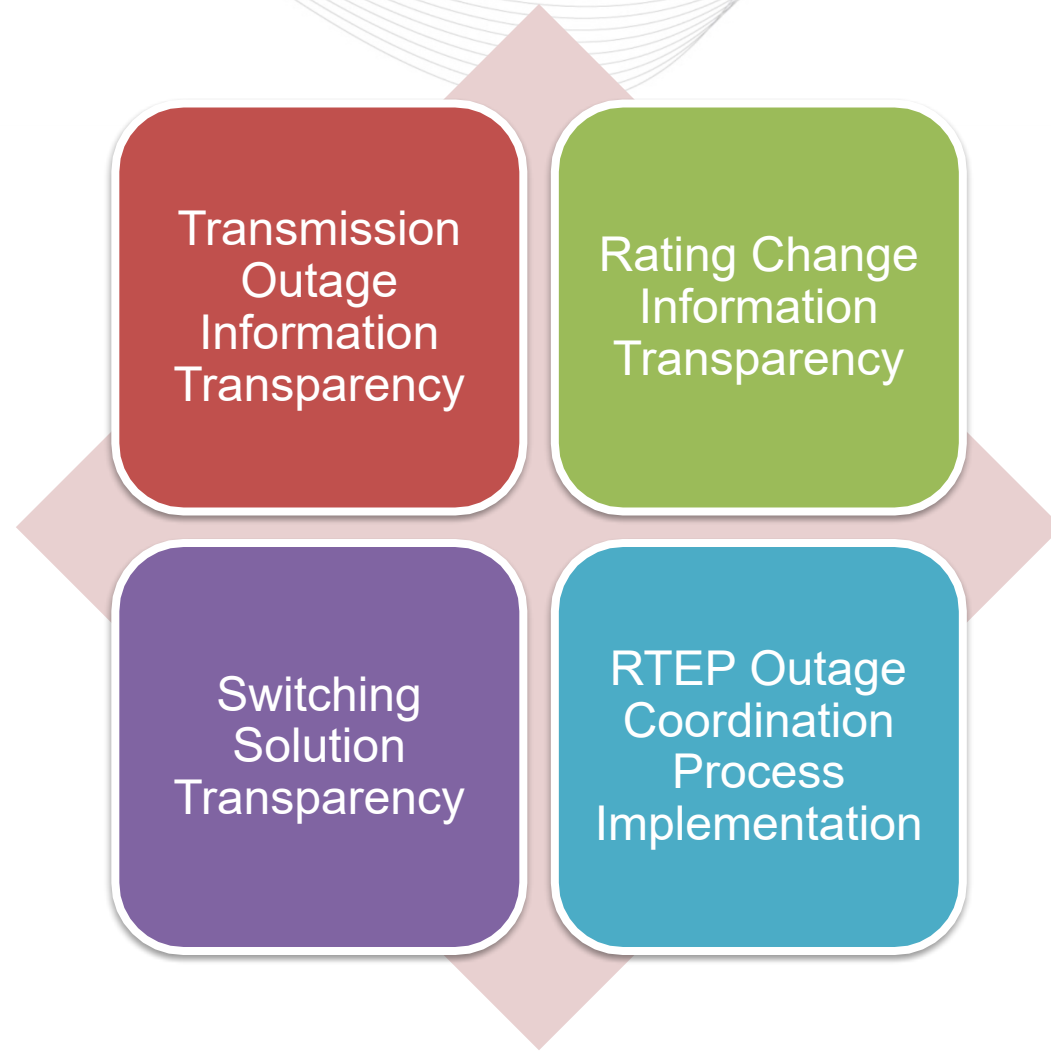 Transmission
Outage
Information
Transparency
Rating Change
Information
Transparency
Switching
Solution
Transparency
RTEP Outage
Coordination
Process
Implementation